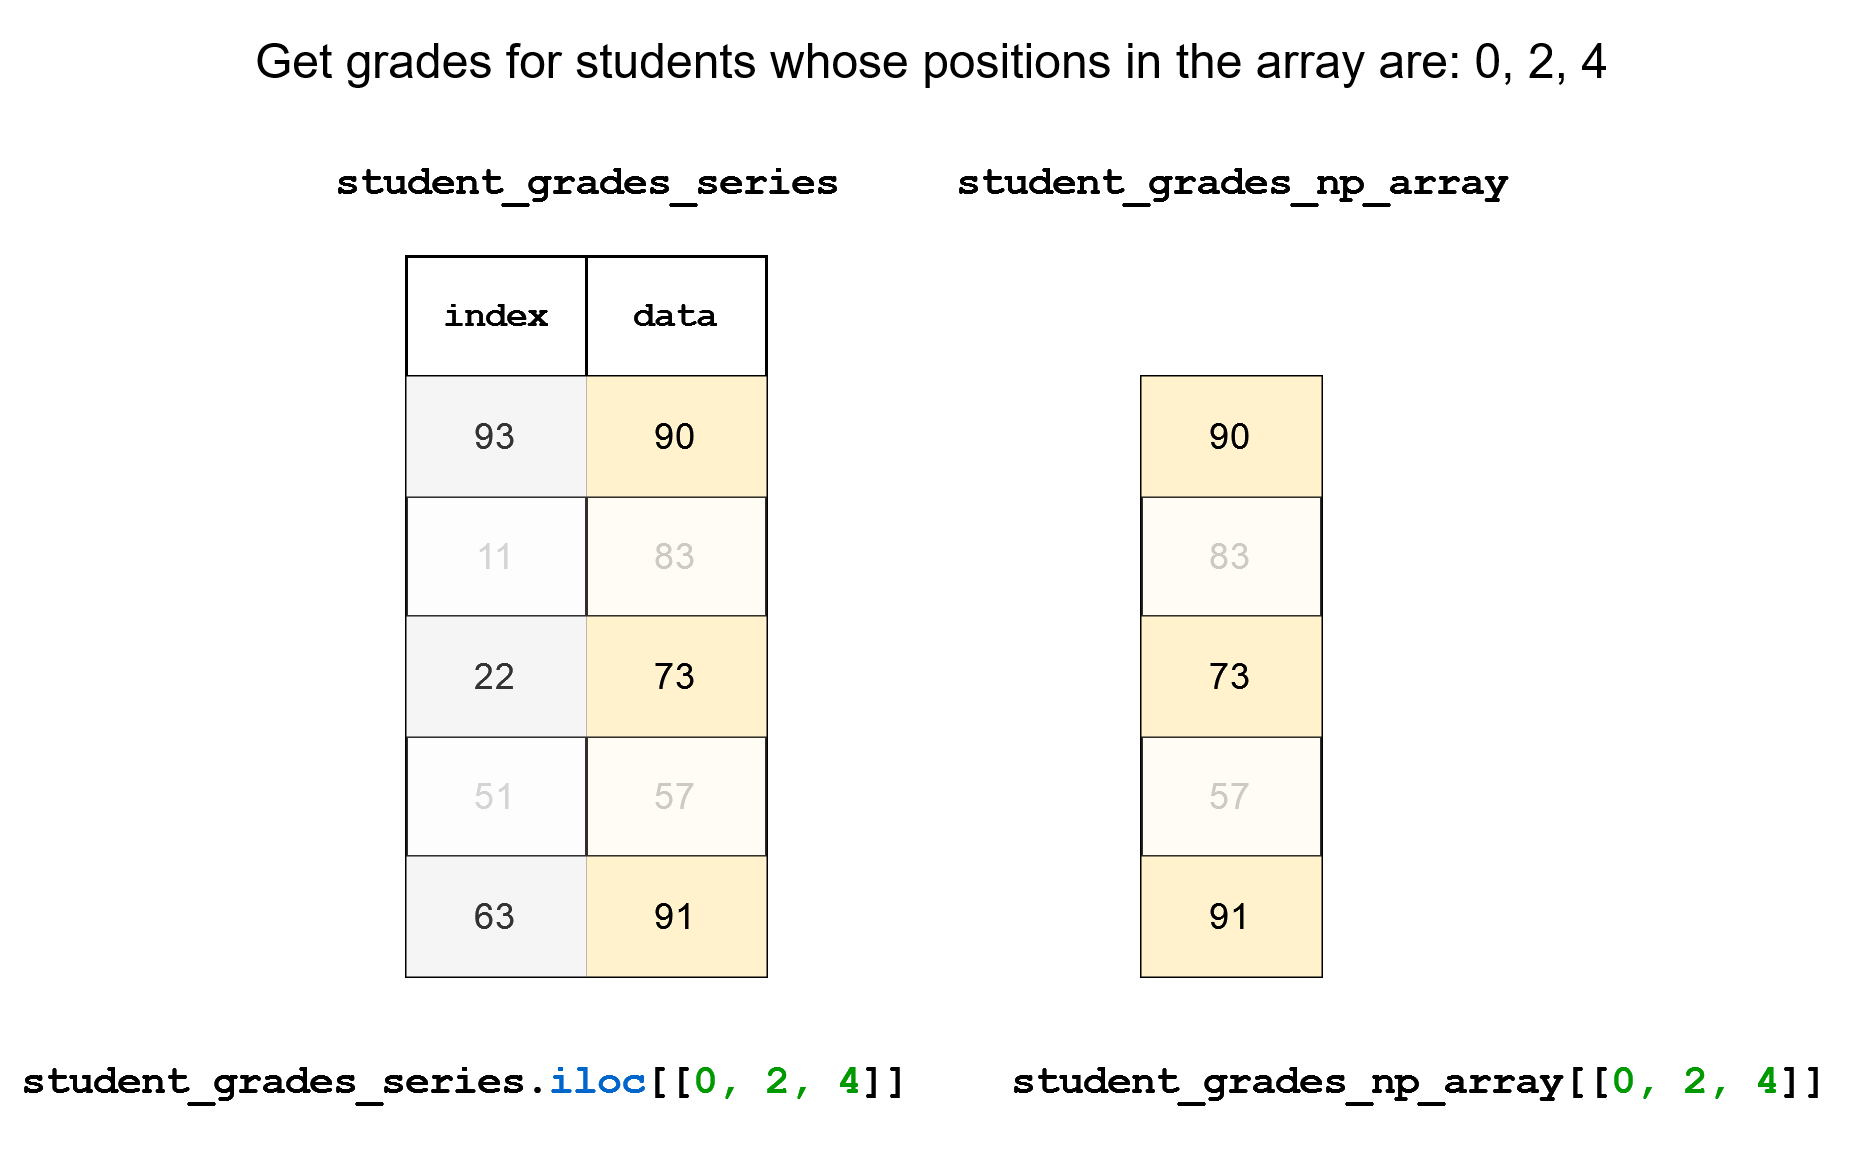 Get grades for students whose positions in the array are: 0, 2, 4
student_grades_series student_grades_np_array
index data
93 90 90
11 83 83
22 73 73
51 57 57
63 91 91
student_grades_series.iloc[[0, 2, 4]] student_grades_np_array[[0, 2, 4]]